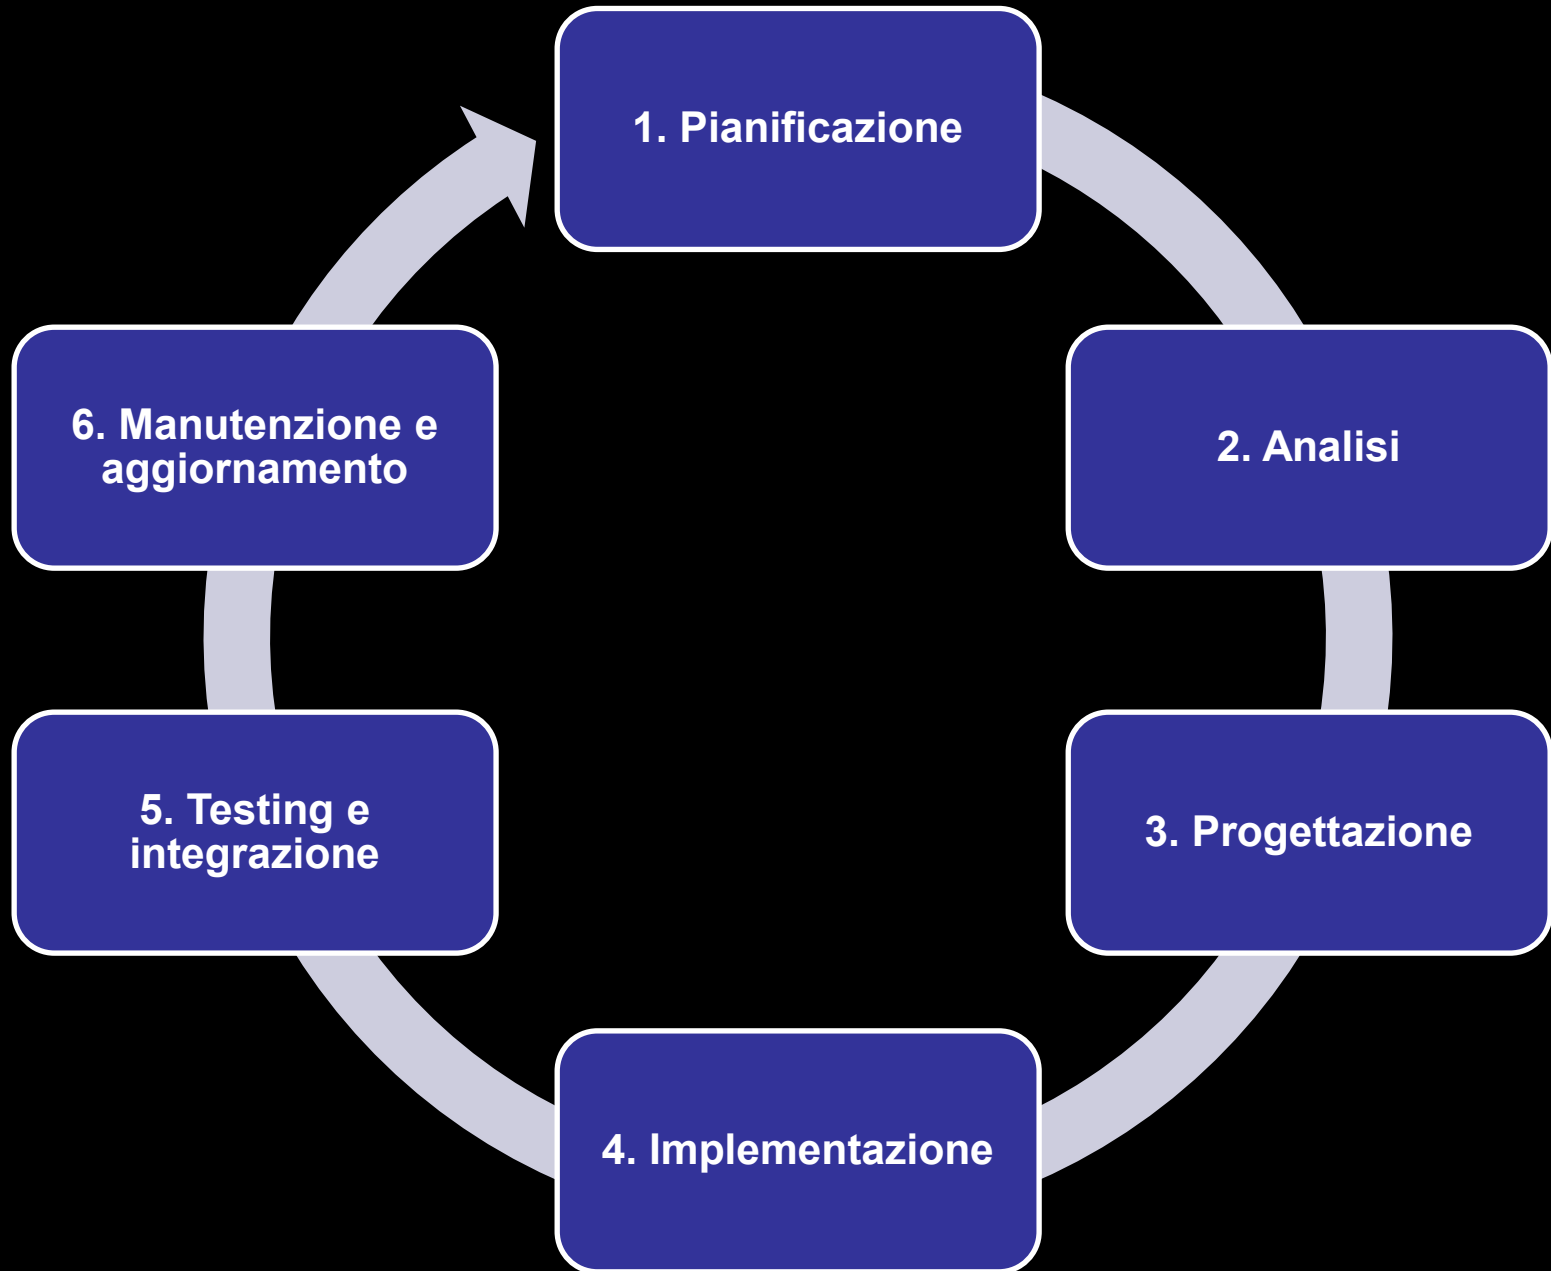 1. Pianificazione
2. Analisi
3. Progettazione
4. Implementazione
5. Testing e
integrazione
6. Manutenzione e
aggiornamento